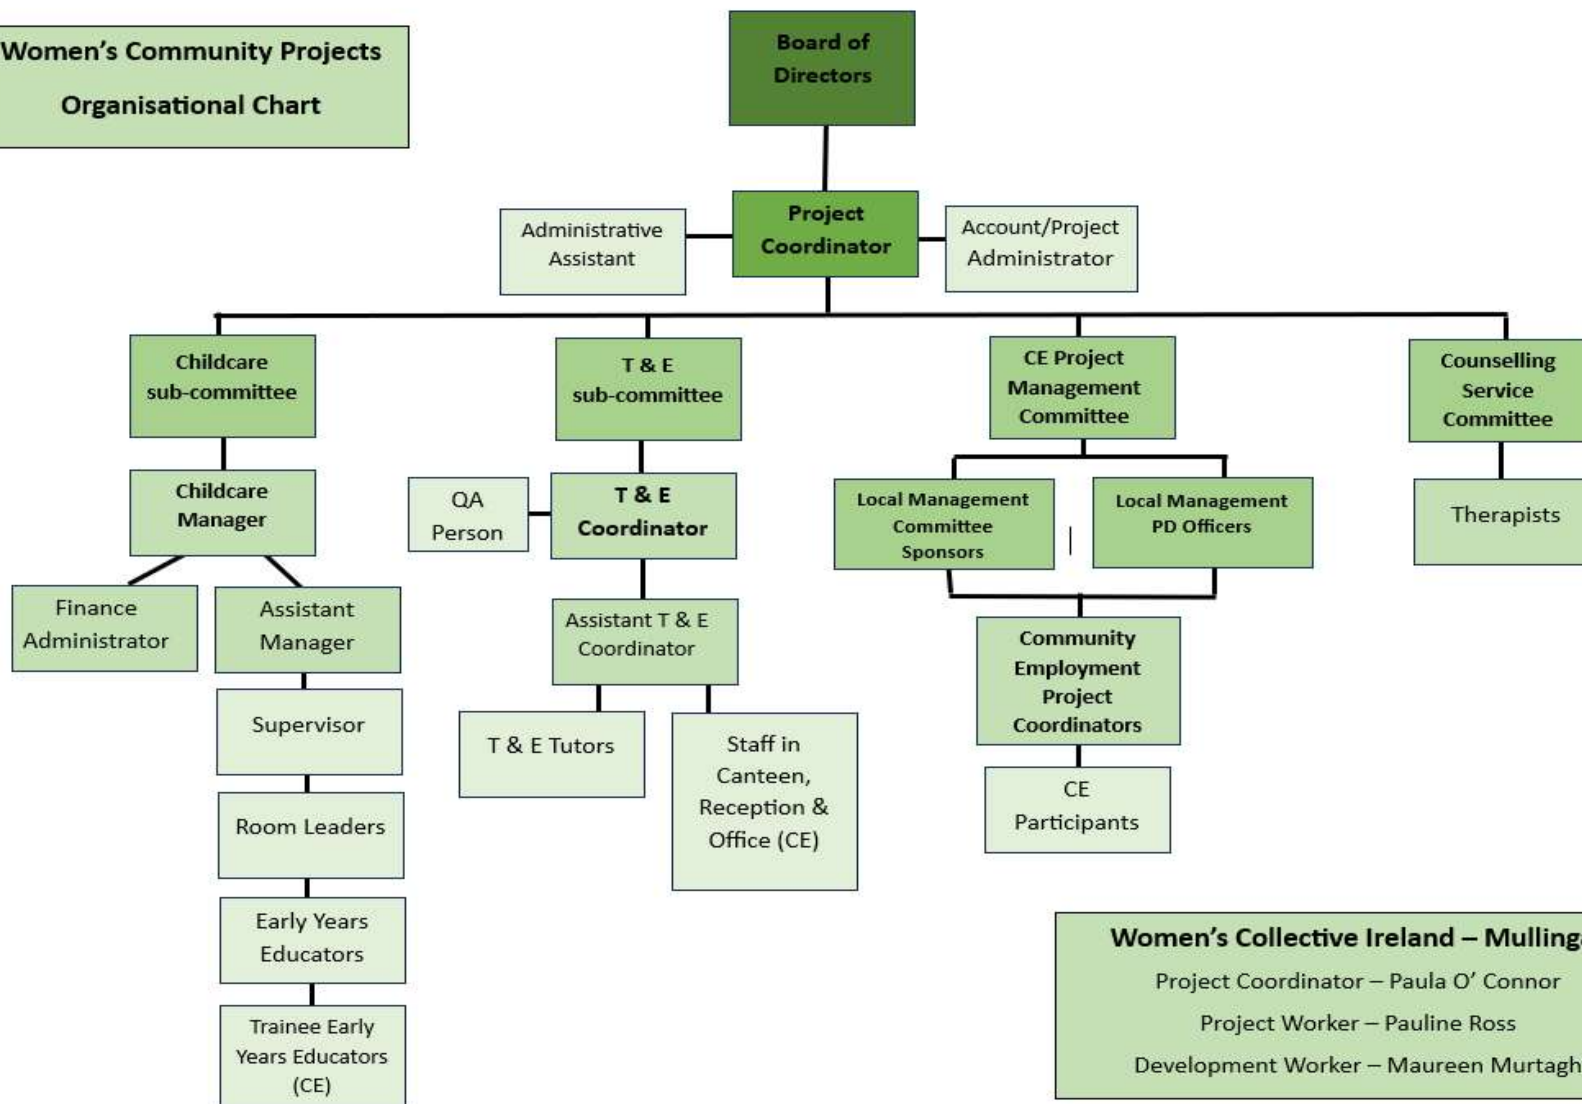 Women's Community Projects
Organisational Chart
Board of
Directors
Administrative
Assistant
Project
Coordinator
Account/Project
Administrator
Childcare
sub-committee
T & E
sub-committee
CE Project
Management
Committee
Counselling
Service
Committee
Childcare
Manager
QA
Person
T & E
Coordinator
Local Management
Committee
Sponsors
Local Management
PD Officers
Therapists
Finance
Administrator
Assistant
Manager
Assistant T & E
Coordinator
Community
Employment
Project
Coordinators
Supervisor
T & E Tutors
Staff in
Canteen,
Reception &
Office (CE)
CE
Participants
Room Leaders
Early Years
Educators
Trainee Early
Years Educators
(CE)
Women's Collective Ireland –
Project Coordinator – Paula O' Connor
Project Worker – Pauline Ross
Development Worker – Maureen Murtagh